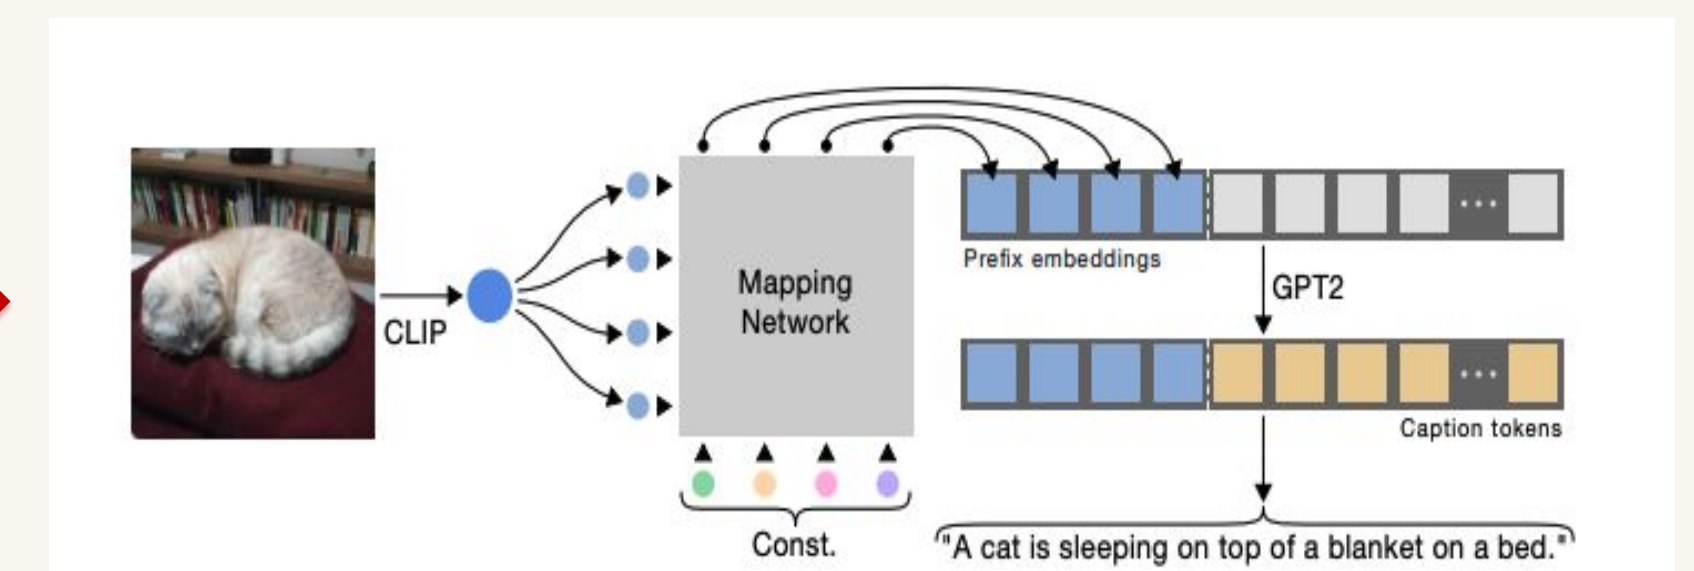 CLIP
Mapping
Network
Const.
Prefix embeddings
GPT2
Caption tokens
"A cat is sleeping on top of a blanket on a bed."